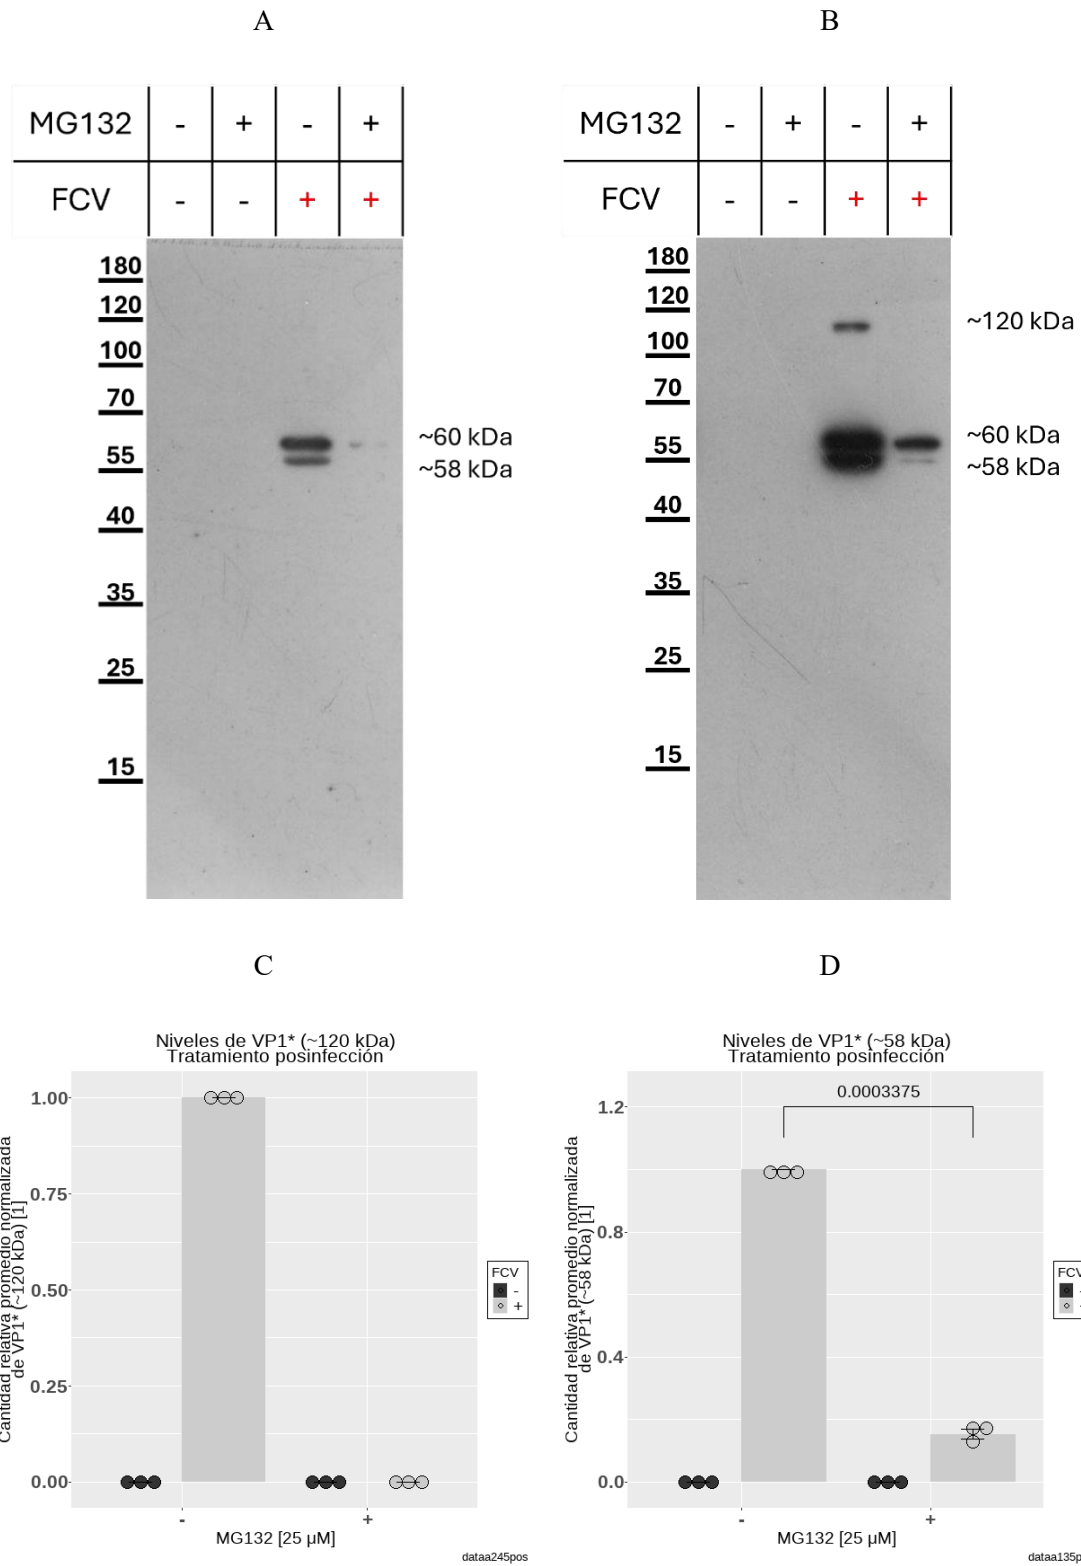 A
B
MG132 - + - +
FCV - - + +
180
120
100
70
55
40
35
25
15
~60 kDa
~58 kDa
MG132 - + - +
FCV - - + +
180
120
100
70
55
40
35
25
15
~120 kDa
~60 kDa
~58 kDa
C
D
Niveles de VP1* (~120 kDa)
Tratamiento posinfección
Cantidad relativa promedio normalizada
de VP1* (~120 kDa) [1]
1.00
0.75
0.50
0.25
0.00
- +
MG132 [25 µM]
FCV
-
+
dataa245pos
Niveles de VP1* (~58 kDa)
Tratamiento posinfección
Cantidad relativa promedio normalizada
de VP1* (~58 kDa) [1]
0.0003375
1.2
0.8
0.4
0.0
- +
MG132 [25 µM]
FCV
dataa135p